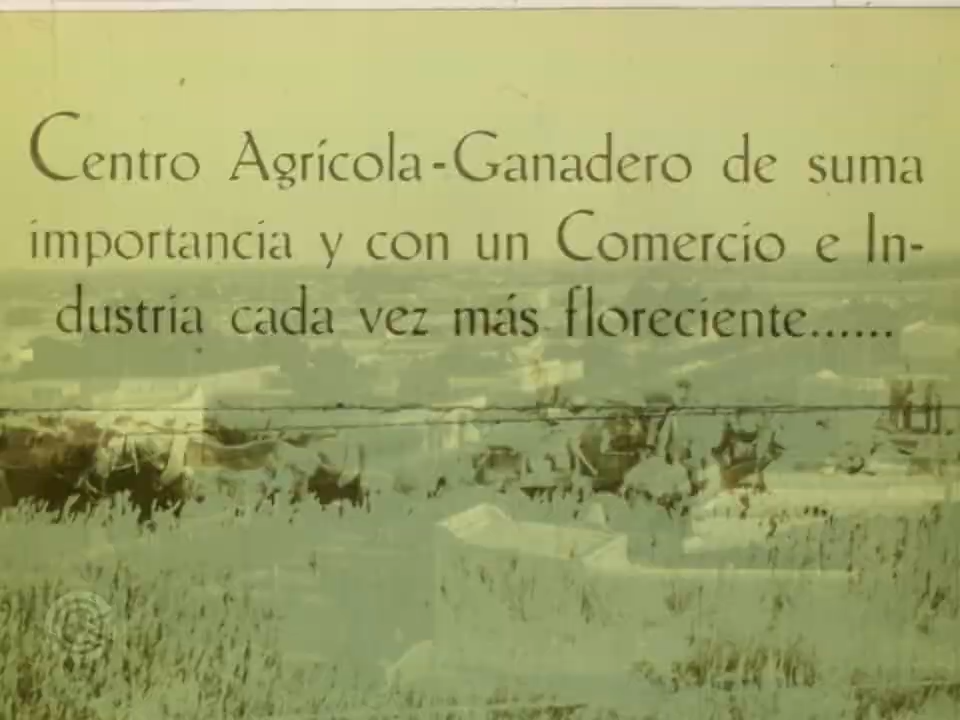 Centro Agrícola-Ganadero de suma
importancia y con un Comercio e In-
dustria cada vez más floreciente......